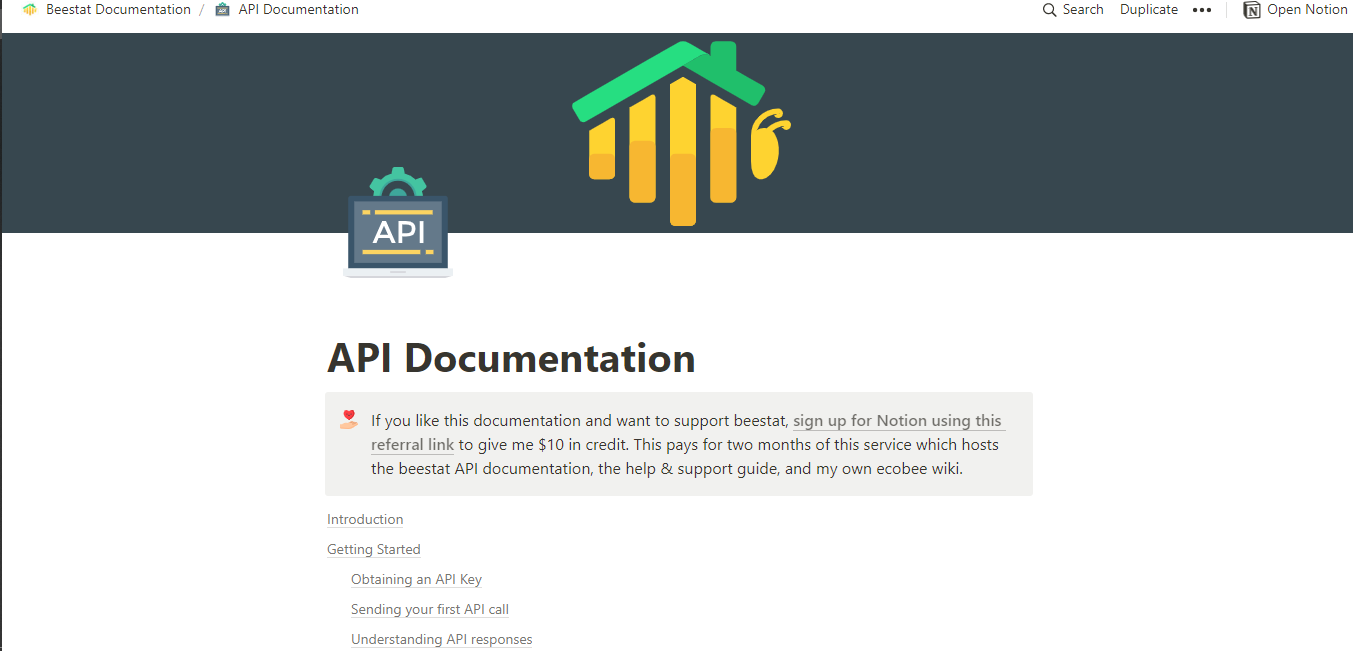 Beestat Documentation / API Documentation
Search Duplicate ••• Open Notion
API
API Documentation
If you like this documentation and want to support beestat, sign up for Notion using this
referral link to give me $10 in credit. This pays for two months of this service which hosts
the beestat API documentation, the help & support guide, and my own ecobee wiki.
Introduction
Getting Started
Obtaining an API Key
Sending your first API call
Understanding API responses